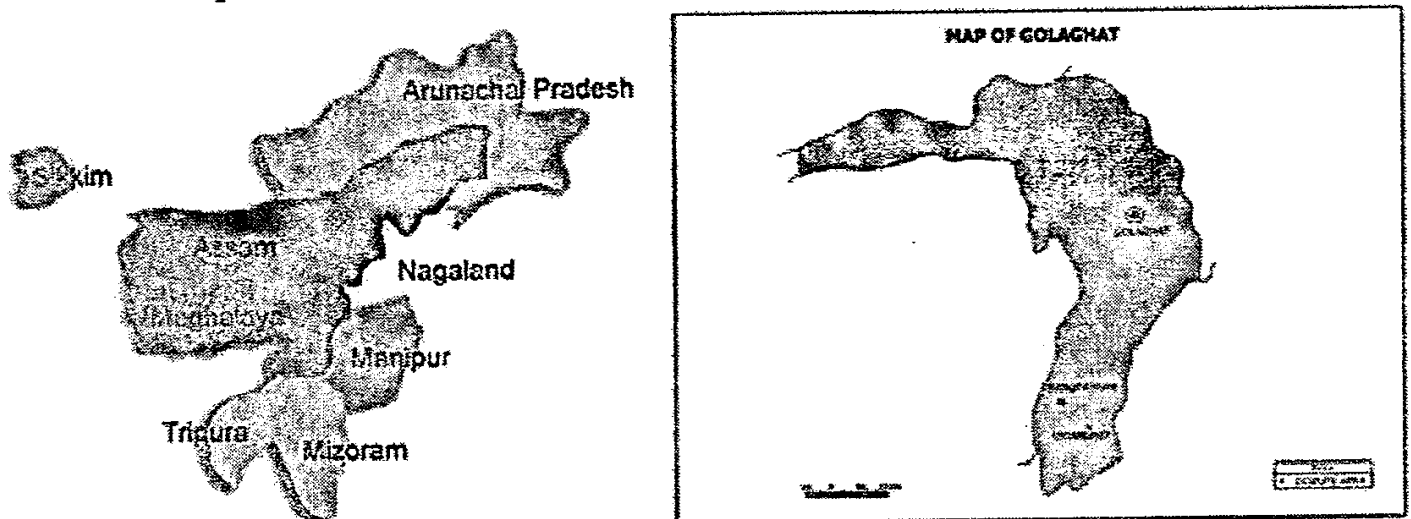 Arunachal Pradesh
Sikkim
Assam
Nagaland
Meghalaya
Manipur
Tripura
Mizoram
MAP OF GOLAGHAT
GOLAGHAT